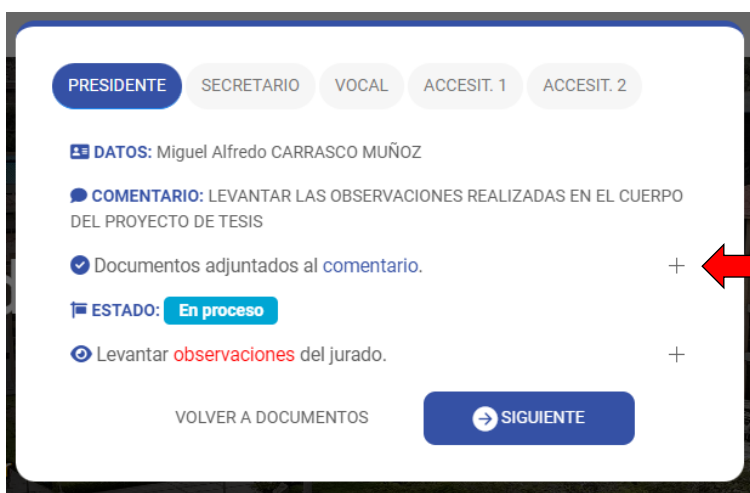 PRESIDENTE SECRETARIO VOCAL ACCESIT. 1 ACCESIT. 2
DATOS: Miguel Alfredo CARRASCO MUÑOZ
COMENTARIO: LEVANTAR LAS OBSERVACIONES REALIZADAS EN EL CUERPO
DEL PROYECTO DE TESIS
Documentos adjuntados al comentario.
ESTADO: En proceso
Levantar observaciones del jurado.
VOLVER A DOCUMENTOS SIGUIENTE